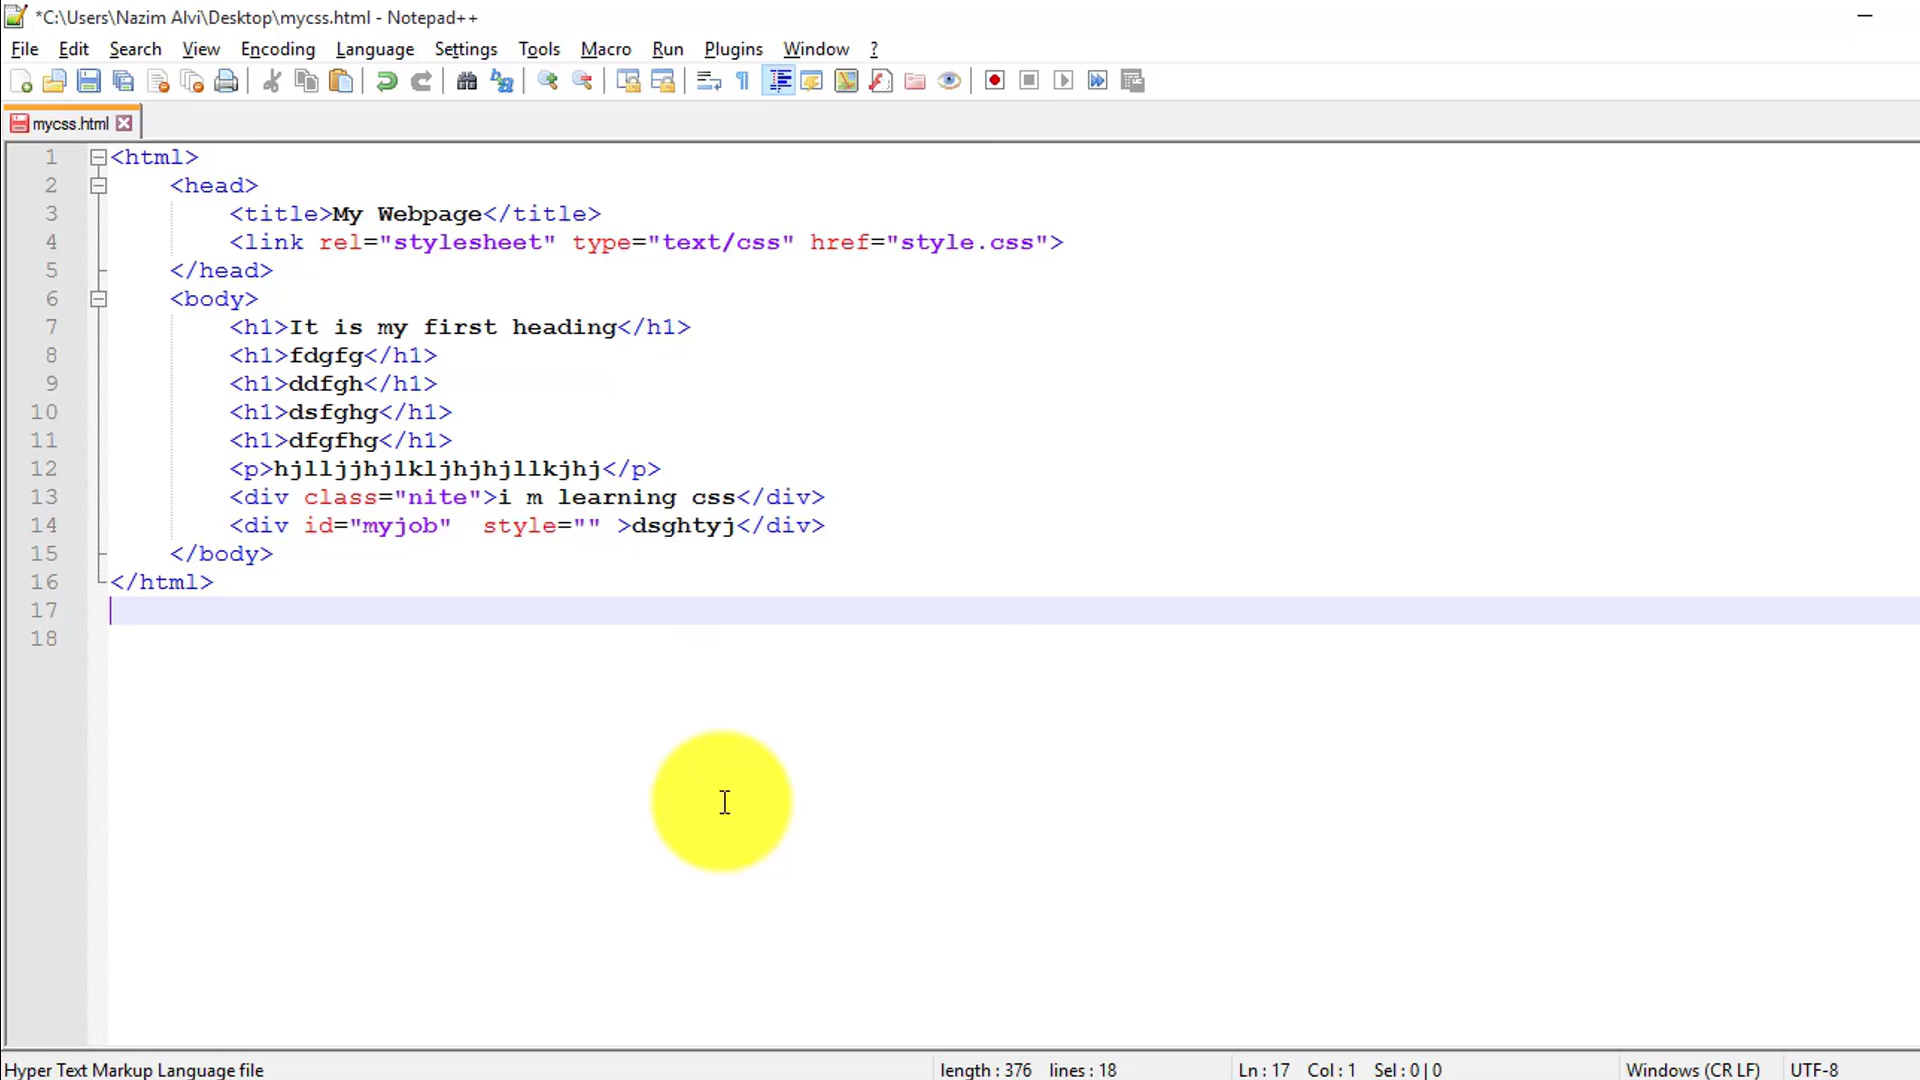 *C:\Users\Nazim Alvi\Desktop\mycss.html - Notepad++
File Edit Search View Encoding Language Settings Tools Macro Run Plugins Window ?
mycss.html
1 <html>
2 <head>
3 <title>My Webpage</title>
4 <link rel="stylesheet" type="text/css" href="style.css">
5 </head>
6 <body>
7 <h1>It is my first heading</h1>
8 <h1>fdgfg</h1>
9 <h1>ddfgh</h1>
10 <h1>dsfghg</h1>
11 <h1>dfgfhg</h1>
12 <p>hjlljjhjlkljhjhjllkjhj</p>
13 <div class="nite">i m learning css</div>
14 <div id="myjob"  style="" >dsghtyj</div>
15 </body>
16 </html>
17
18
Hyper Text Markup Language file length : 376 lines : 18 Ln : 17 Col : 1 Sel : 0 | 0 Windows (CR LF) UTF-8